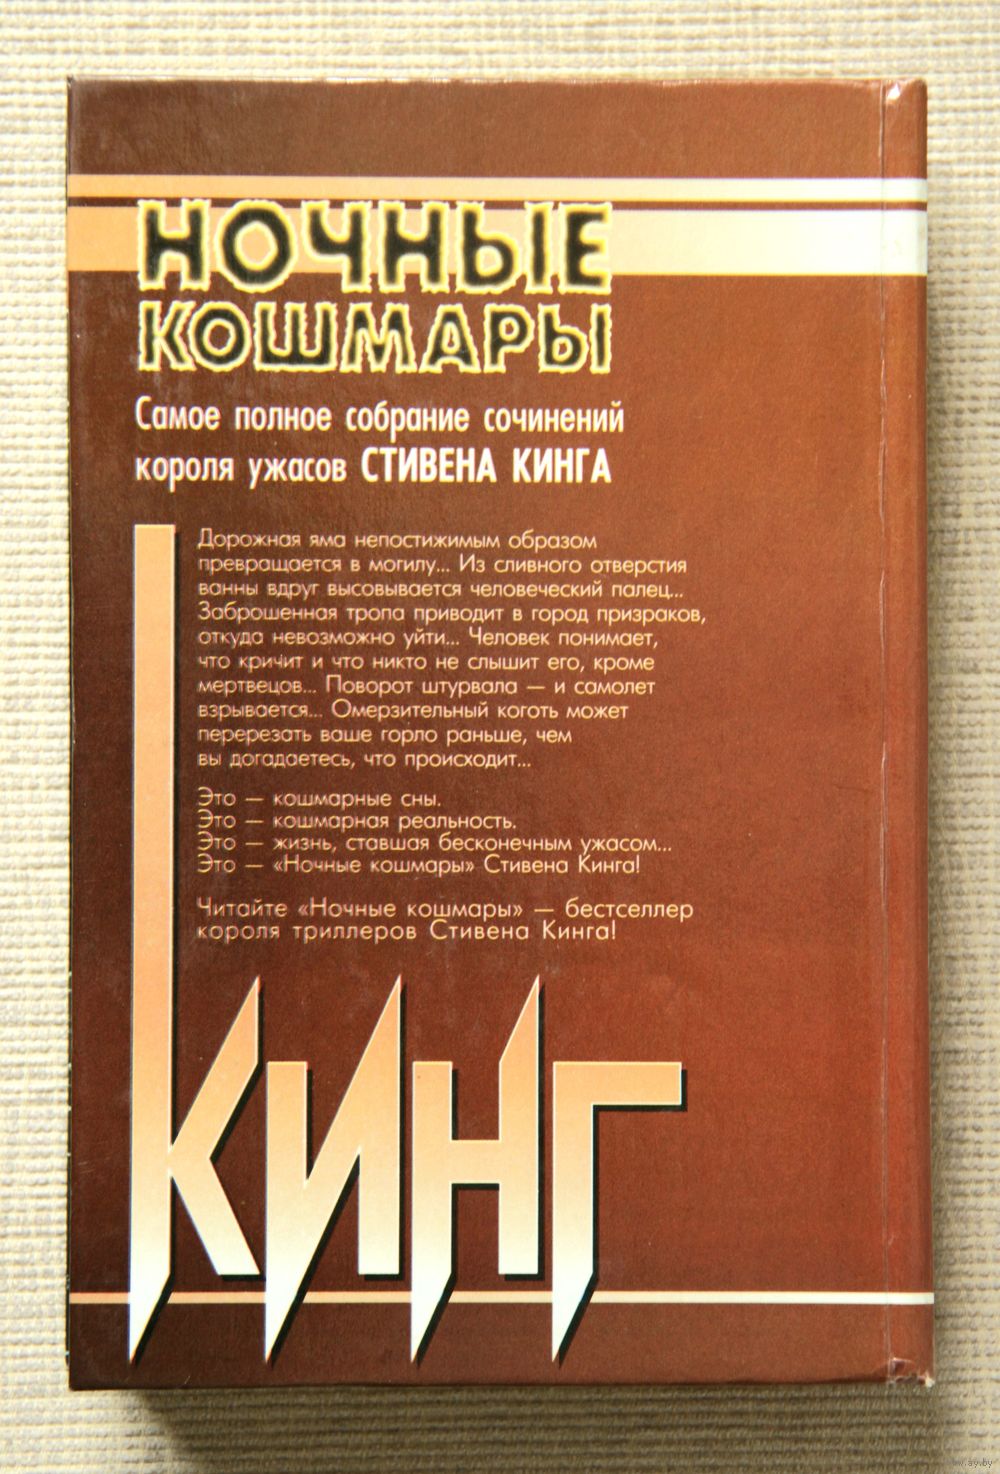 НОЧНЫЕ
КОШМАРЫ
Самое полное собрание сочинений
короля ужасов СТИВЕНА КИНГА
Дорожная яма непостижимым образом
превращается в могилу... Из сливного отверстия
ванны вдруг высовывается человеческий палец...
Заброшенная тропа приводит в город призраков,
откуда невозможно уйти... Человек понимает,
что кричит и что никто не слышит его, кроме
мертвецов... Поворот штурвала — и самолет
взрывается... Омерзительный коготь может
перерезать ваше горло раньше, чем
вы догадаетесь, что происходит...
Это — кошмарные сны.
Это — кошмарная реальность.
Это — жизнь, ставшая бесконечным ужасом...
Это — «Ночные кошмары» Стивена Кинга!
Читайте «Ночные кошмары» — бестселлер
короля триллеров Стивена Кинга!
КИНГ